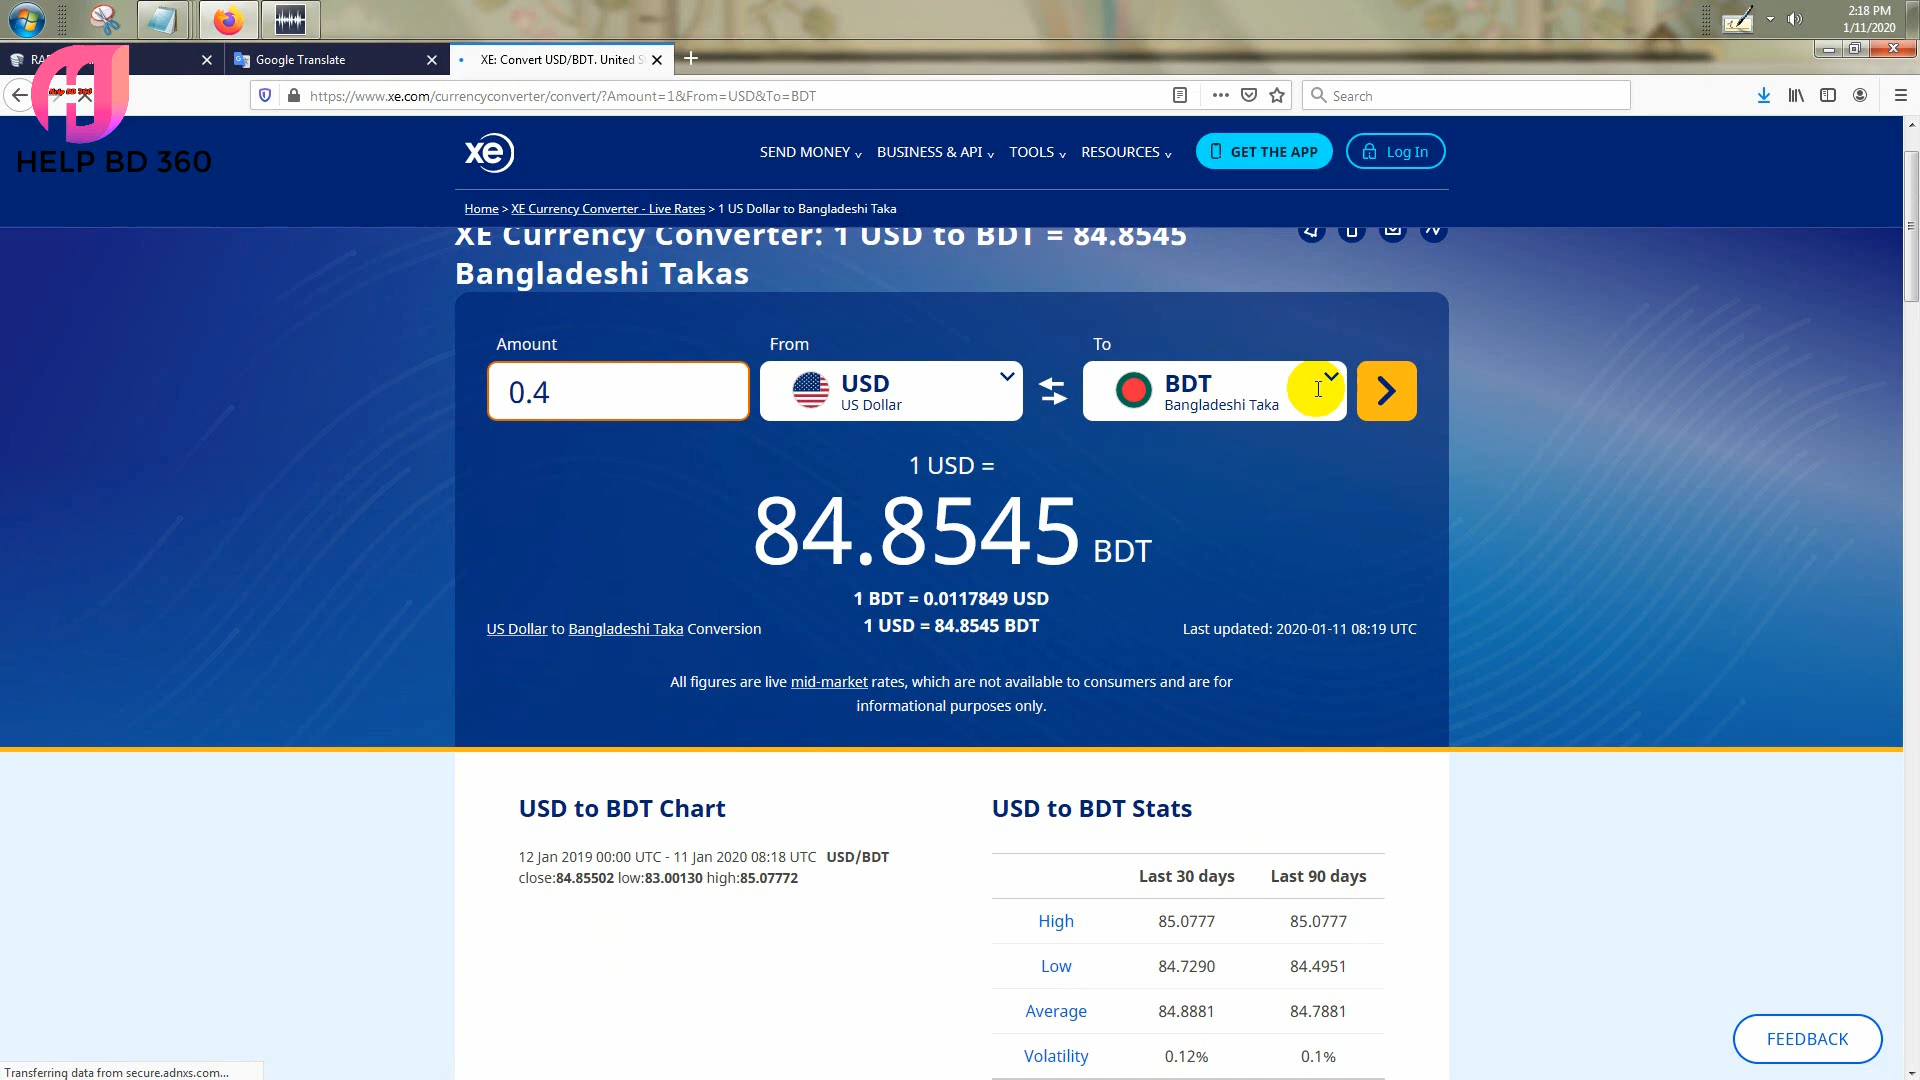 2:18 PM
1/11/2020
Google Translate
XE: Convert USD/BDT. United S
https://www.xe.com/currencyconverter/convert/?Amount=1&From=USD&To=BDT
Search
Help BD 360
HELP BD 360
xe
SEND MONEY
BUSINESS & API
TOOLS
RESOURCES
GET THE APP
Log In
Home > XE Currency Converter - Live Rates > 1 US Dollar to Bangladeshi Taka
XE Currency Converter: 1 USD to BDT = 84.8545
Bangladeshi Takas
Amount
From
To
0.4
USD
US Dollar
BDT
Bangladeshi Taka
1 USD =
84.8545 BDT
1 BDT = 0.0117849 USD
1 USD = 84.8545 BDT
US Dollar to Bangladeshi Taka Conversion
Last updated: 2020-01-11 08:19 UTC
All figures are live mid-market rates, which are not available to consumers and are for
informational purposes only.
USD to BDT Chart
12 Jan 2019 00:00 UTC - 11 Jan 2020 08:18 UTC USD/BDT
close:84.85502 low:83.00130 high:85.07772
USD to BDT Stats
Last 30 days Last 90 days
High 85.0777 85.0777
Low 84.7290 84.4951
Average 84.8881 84.7881
Volatility 0.12% 0.1%
FEEDBACK
Transferring data from secure.adnxs.com...